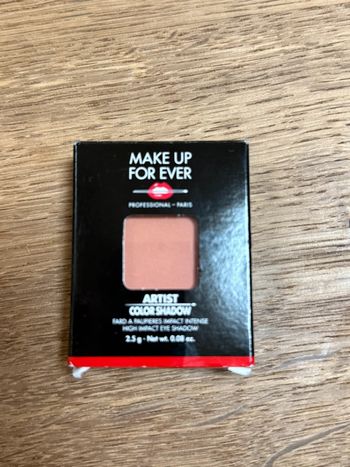 MAKE UP
FOR EVER
PROFESSIONAL – PARIS
ARTIST
COLOR SHADOW
FARD À PAUPIÈRES IMPACT INTENSE
HIGH IMPACT EYE SHADOW
2.5 g - Net wt. 0.08 oz.